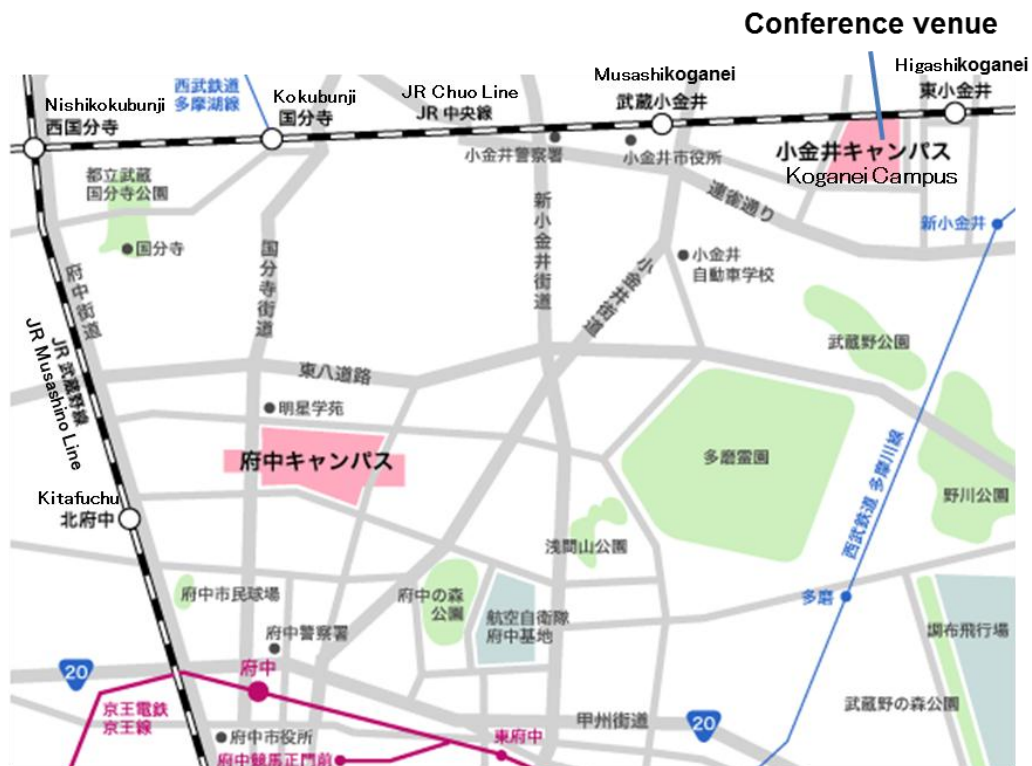 Conference venue
西武鉄道
多摩湖線
Nishikokubunji
西国分寺
Kokubunji
国分寺
JR Chuo Line
JR 中央線
Musashikoganei
武蔵小金井
Higashikoganei
東小金井
小金井警察署
小金井市役所
小金井キャンパス
Koganei Campus
都立武蔵
国分寺公園
国分寺
連雀通り
新小金井
府中街道
国分寺街道
新小金井街道
小金井街道
小金井
自動車学校
JR 武蔵野線
JR Musashino Line
東八道路
武蔵野公園
明星学苑
府中キャンパス
多磨霊園
西武鉄道 多摩川線
野川公園
Kitafuchu
北府中
浅間山公園
府中市民球場
府中の森
公園
航空自衛隊
府中基地
多磨
調布飛行場
府中警察署
20
府中
京王電鉄
京王線
武蔵野の森公園
甲州街道
20
府中市役所
東府中
府中競馬正門前